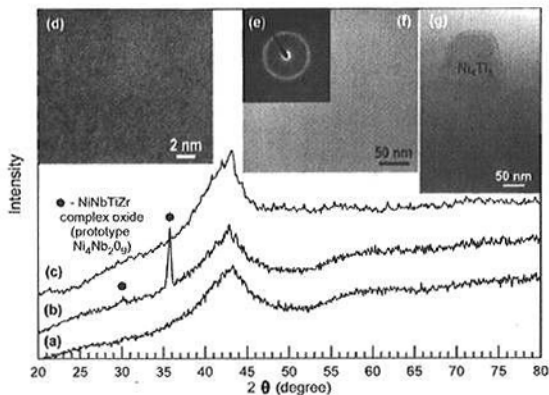 (d)
(e)
(f)
(g)
Ni₄Ti₃
2 nm
50 nm
50 nm
Intensity
● - NiNbTiZr
complex oxide
(prototype
Ni₄Nb₂0₉)
(c)
(b)
(a)
20 25 30 35 40 45 50 55 60 65 70 75 80
2 θ (degree)